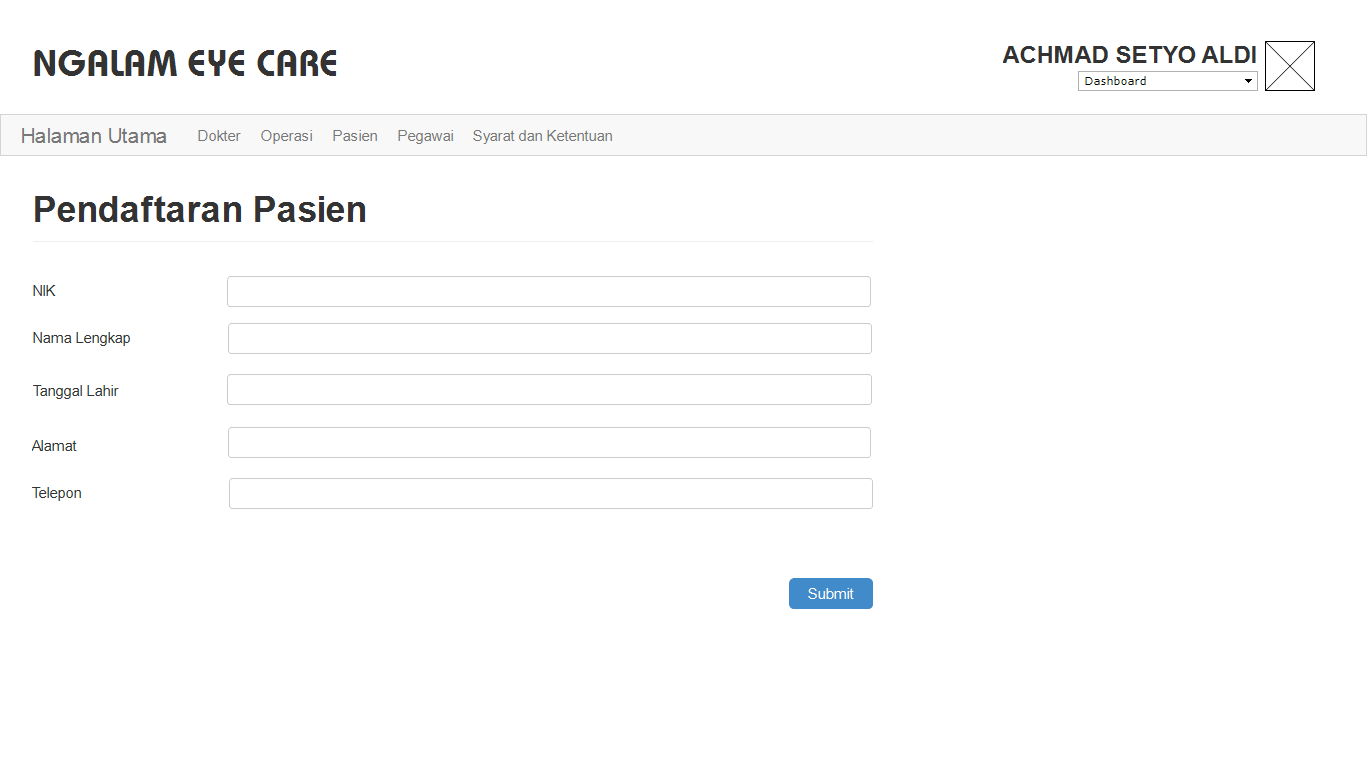 NGALAM EYE CARE
ACHMAD SETYO ALDI
Dashboard
Halaman Utama Dokter Operasi Pasien Pegawai Syarat dan Ketentuan
Pendaftaran Pasien
NIK
Nama Lengkap
Tanggal Lahir
Alamat
Telepon
Submit